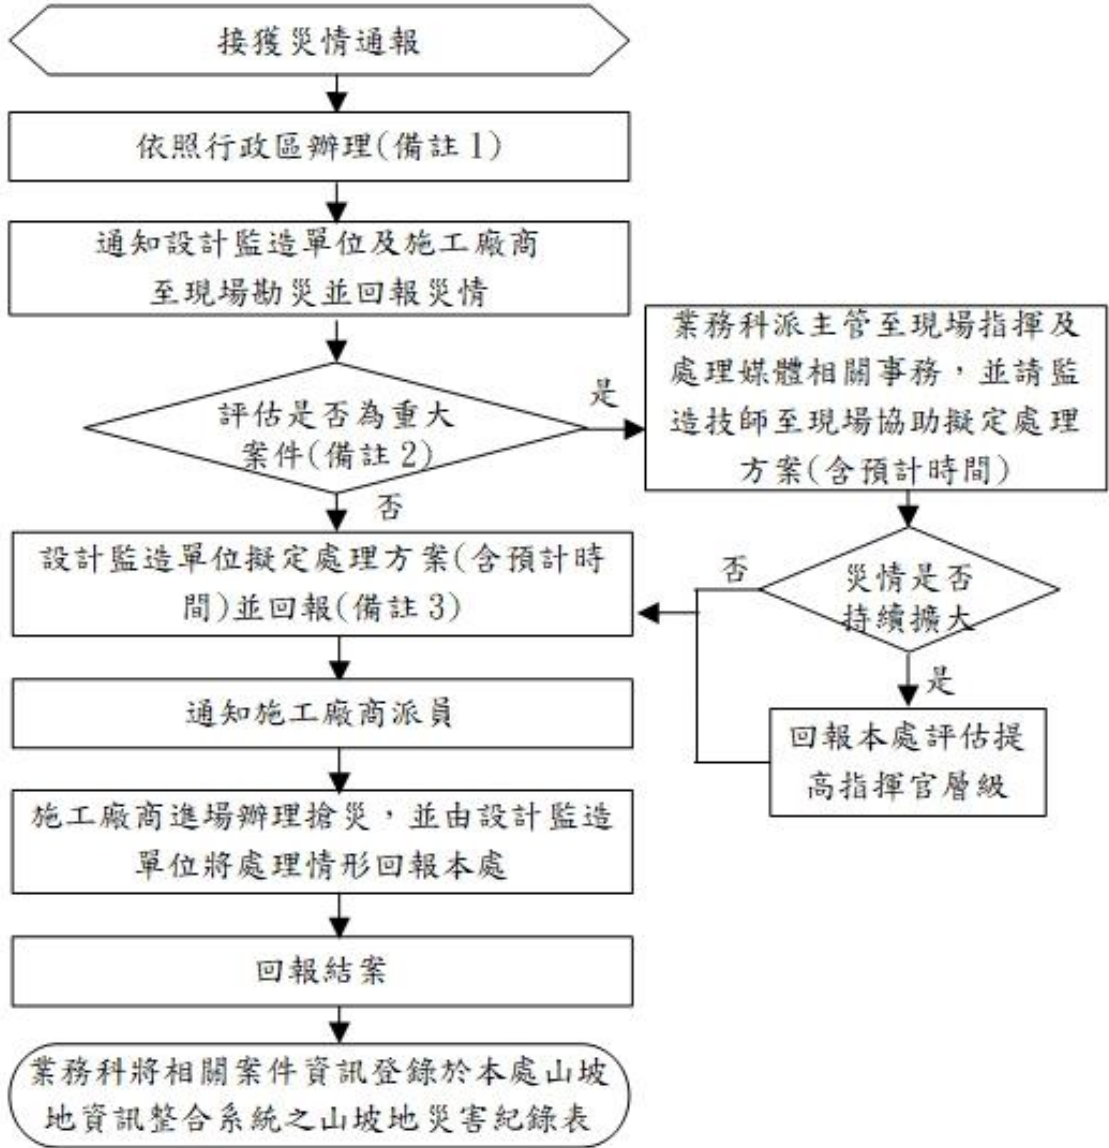 接獲災情通報
依照行政區辦理(備註1)
通知設計監造單位及施工廠商
至現場勘災並回報災情
評估是否為重大
案件(備註2)
是
業務科派主管至現場指揮及
處理媒體相關事務，並請監
造技師至現場協助擬定處理
方案(含預計時間)
否
設計監造單位擬定處理方案(含預計時
間)並回報(備註3)
災情是否
持續擴大
否
是
回報本處評估提
高指揮官層級
通知施工廠商派員
施工廠商進場辦理搶災，並由設計監造
單位將處理情形回報本處
回報結案
業務科將相關案件資訊登錄於本處山坡
地資訊整合系統之山坡地災害紀錄表